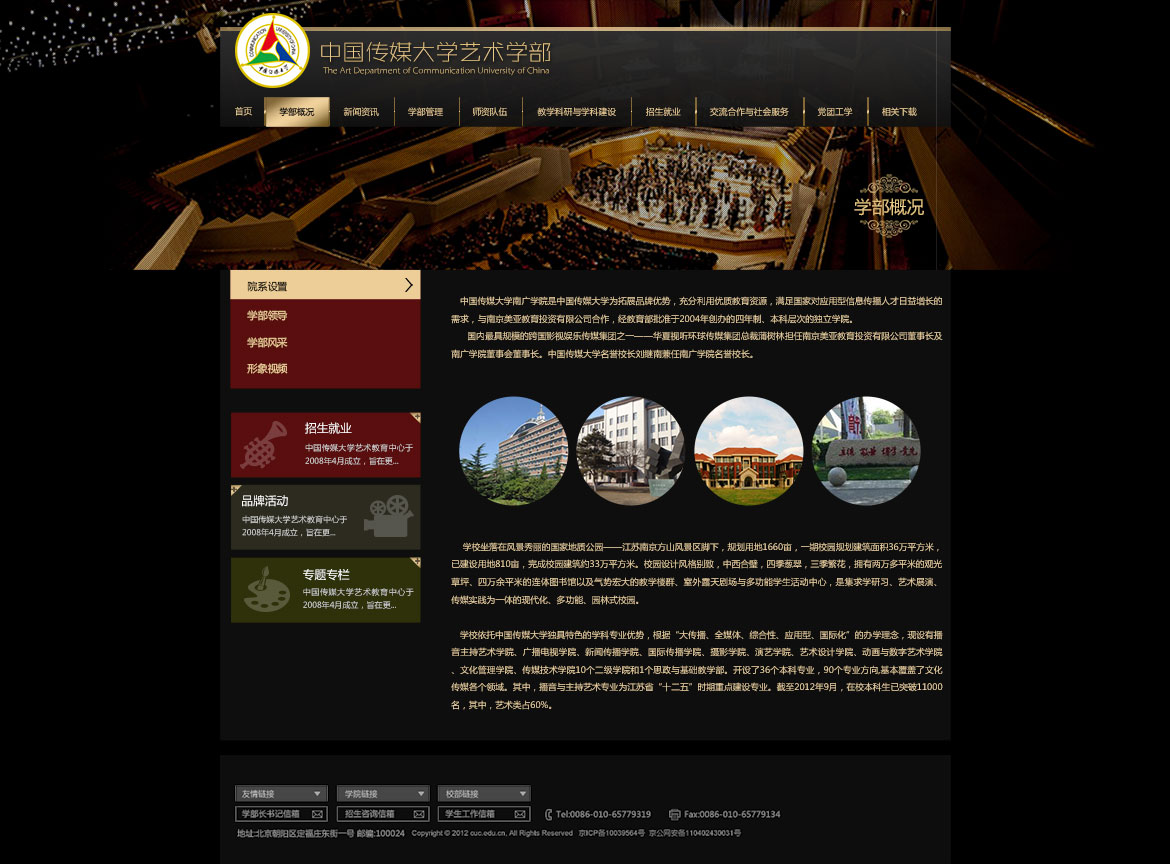 中国传媒大学艺术学部
The Art Department of Communication University of China
首页 学部概况 新闻资讯 学部管理 师资队伍 教学科研与学科建设 招生就业 交流合作与社会服务 党团工学 相关下载
学部概况
院系设置
学部领导
学部风采
形象视频
招生就业
中国传媒大学艺术教育中心于
2008年4月成立，旨在更...
品牌活动
中国传媒大学艺术教育中心于
2008年4月成立，旨在更...
专题专栏
中国传媒大学艺术教育中心于
2008年4月成立，旨在更...
中国传媒大学南广学院是中国传媒大学为拓展品牌优势，充分利用优质教育资源，满足国家对应用型信息传播人才日益增长的
需求，与南京美亚教育投资有限公司合作，经教育部批准于2004年创办的四年制、本科层次的独立学院。
国内最具规模的跨国影视娱乐传媒集团之一——华夏视听环球传媒集团总裁蒲树林担任南京美亚教育投资有限公司董事长及
南广学院董事会董事长。中国传媒大学名誉校长刘继南兼任南广学院名誉校长。
学校坐落在风景秀丽的国家地质公园——江苏南京方山风景区脚下，规划用地1660亩，一期校园规划建筑面积36万平方米，
已建设用地810亩，完成校园建筑约33万平方米。校园设计风格别致，中西合壁，四季葱翠，三季繁花，拥有两万多平米的观光
草坪、四万余平米的连体图书馆以及气势宏大的教学楼群、室外露天剧场与多功能学生活动中心，是集求学研习、艺术展演、
传媒实践为一体的现代化、多功能、园林式校园。
学校依托中国传媒大学独具特色的学科专业优势，根据“大传播、全媒体、综合性、应用型、国际化”的办学理念，现设有播
音主持艺术学院、广播电视学院、新闻传播学院、国际传播学院、摄影学院、演艺学院、艺术设计学院、动画与数字艺术学院
、文化管理学院、传媒技术学院10个二级学院和1个思政与基础教学部。开设了36个本科专业，90个专业方向,基本覆盖了文化
传媒各个领域。其中，播音与主持艺术专业为江苏省“十二五”时期重点建设专业。截至2012年9月，在校本科生已突破11000
名，其中，艺术类占60%。
友情链接 学院链接 校部链接
学部长书记信箱 招生咨询信箱 学生工作信箱 Tel:0086-010-65779319 Fax:0086-010-65779134
地址:北京朝阳区定福庄东街一号 邮编:100024 Copyright © 2012 cuc.edu.cn, All Rights Reserved 京ICP备10039564号 京公网安备110402430031号